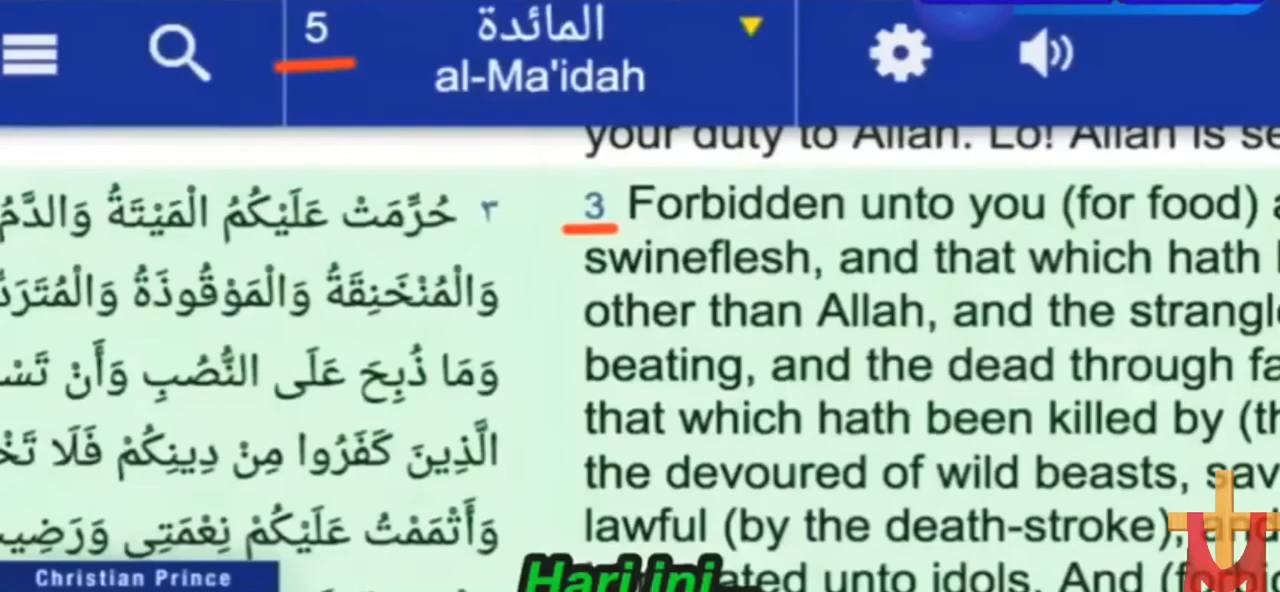 5
المائدة
al-Ma'idah
your duty to Allah. Lo! Allah is
٣ حُرِّمَتْ عَلَيْكُمُ الْمَيْتَةُ وَالدَّمُ
وَالْمُنْخَنِقَةُ وَالْمَوْقُوذَةُ
وَمَا ذُبِحَ عَلَى النُّصُبِ وَأَنْ
الَّذِينَ كَفَرُوا مِنْ دِينِكُمْ فَلَا
وَأَتْمَمْتُ عَلَيْكُمْ نِعْمَتِي
3 Forbidden unto you (for food)
swineflesh, and that which hath
other than Allah, and the
beating, and the dead through
that which hath been killed by
the devoured of wild beasts,
lawful (by the death-stroke), and
unto idols. And
Christian Prince
Hari ini